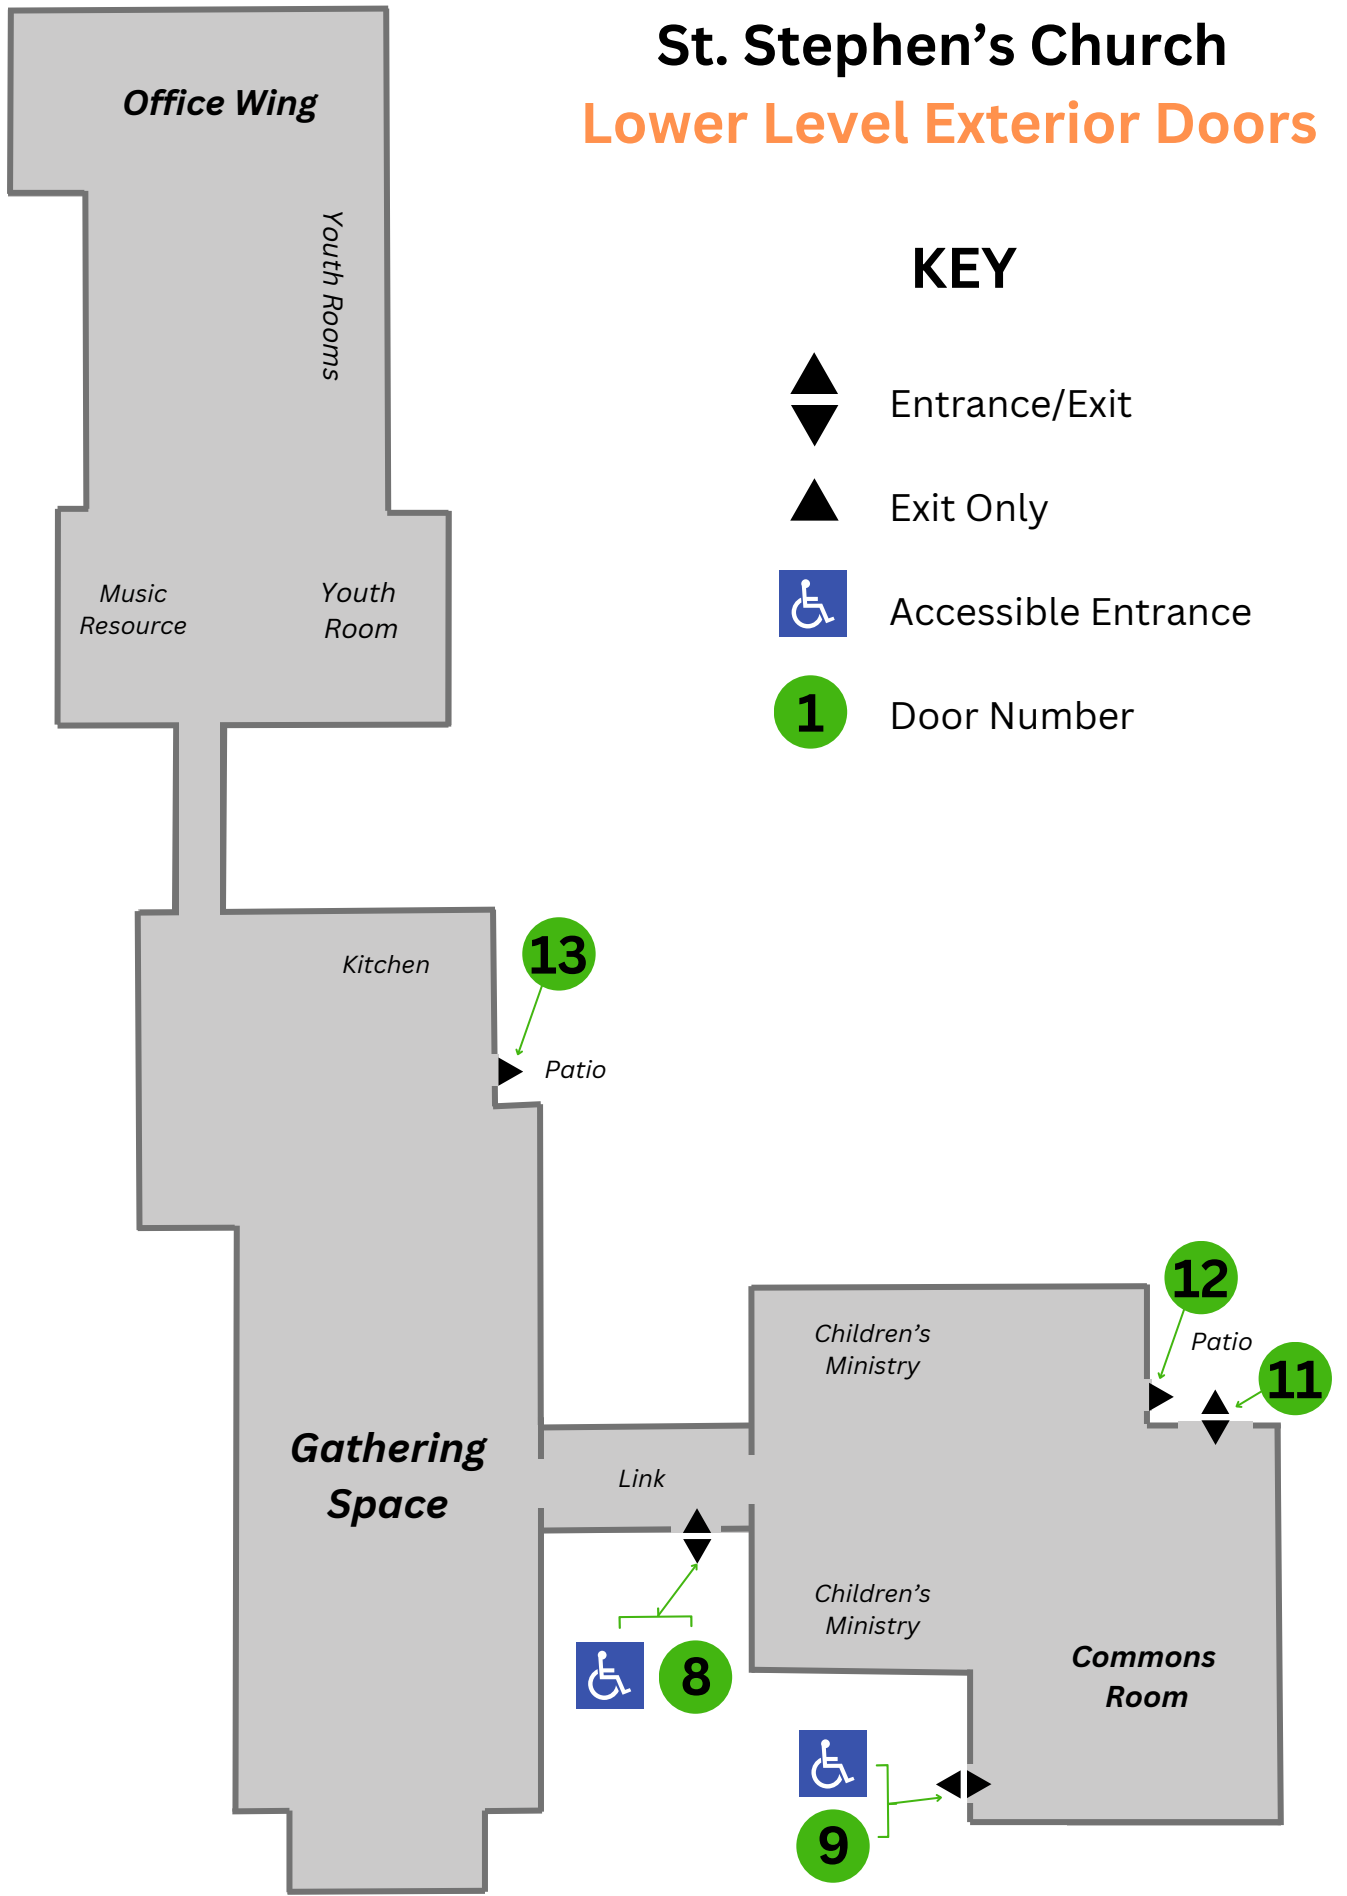 St. Stephen’s Church
Lower Level Exterior Doors
KEY
Entrance/Exit
Exit Only
Accessible Entrance
1
Door Number
Office Wing
Youth Rooms
Music
Resource
Youth
Room
Kitchen
13
Patio
12
Patio
11
Children’s
Ministry
Gathering
Space
Link
Children’s
Ministry
Commons
Room
8
9